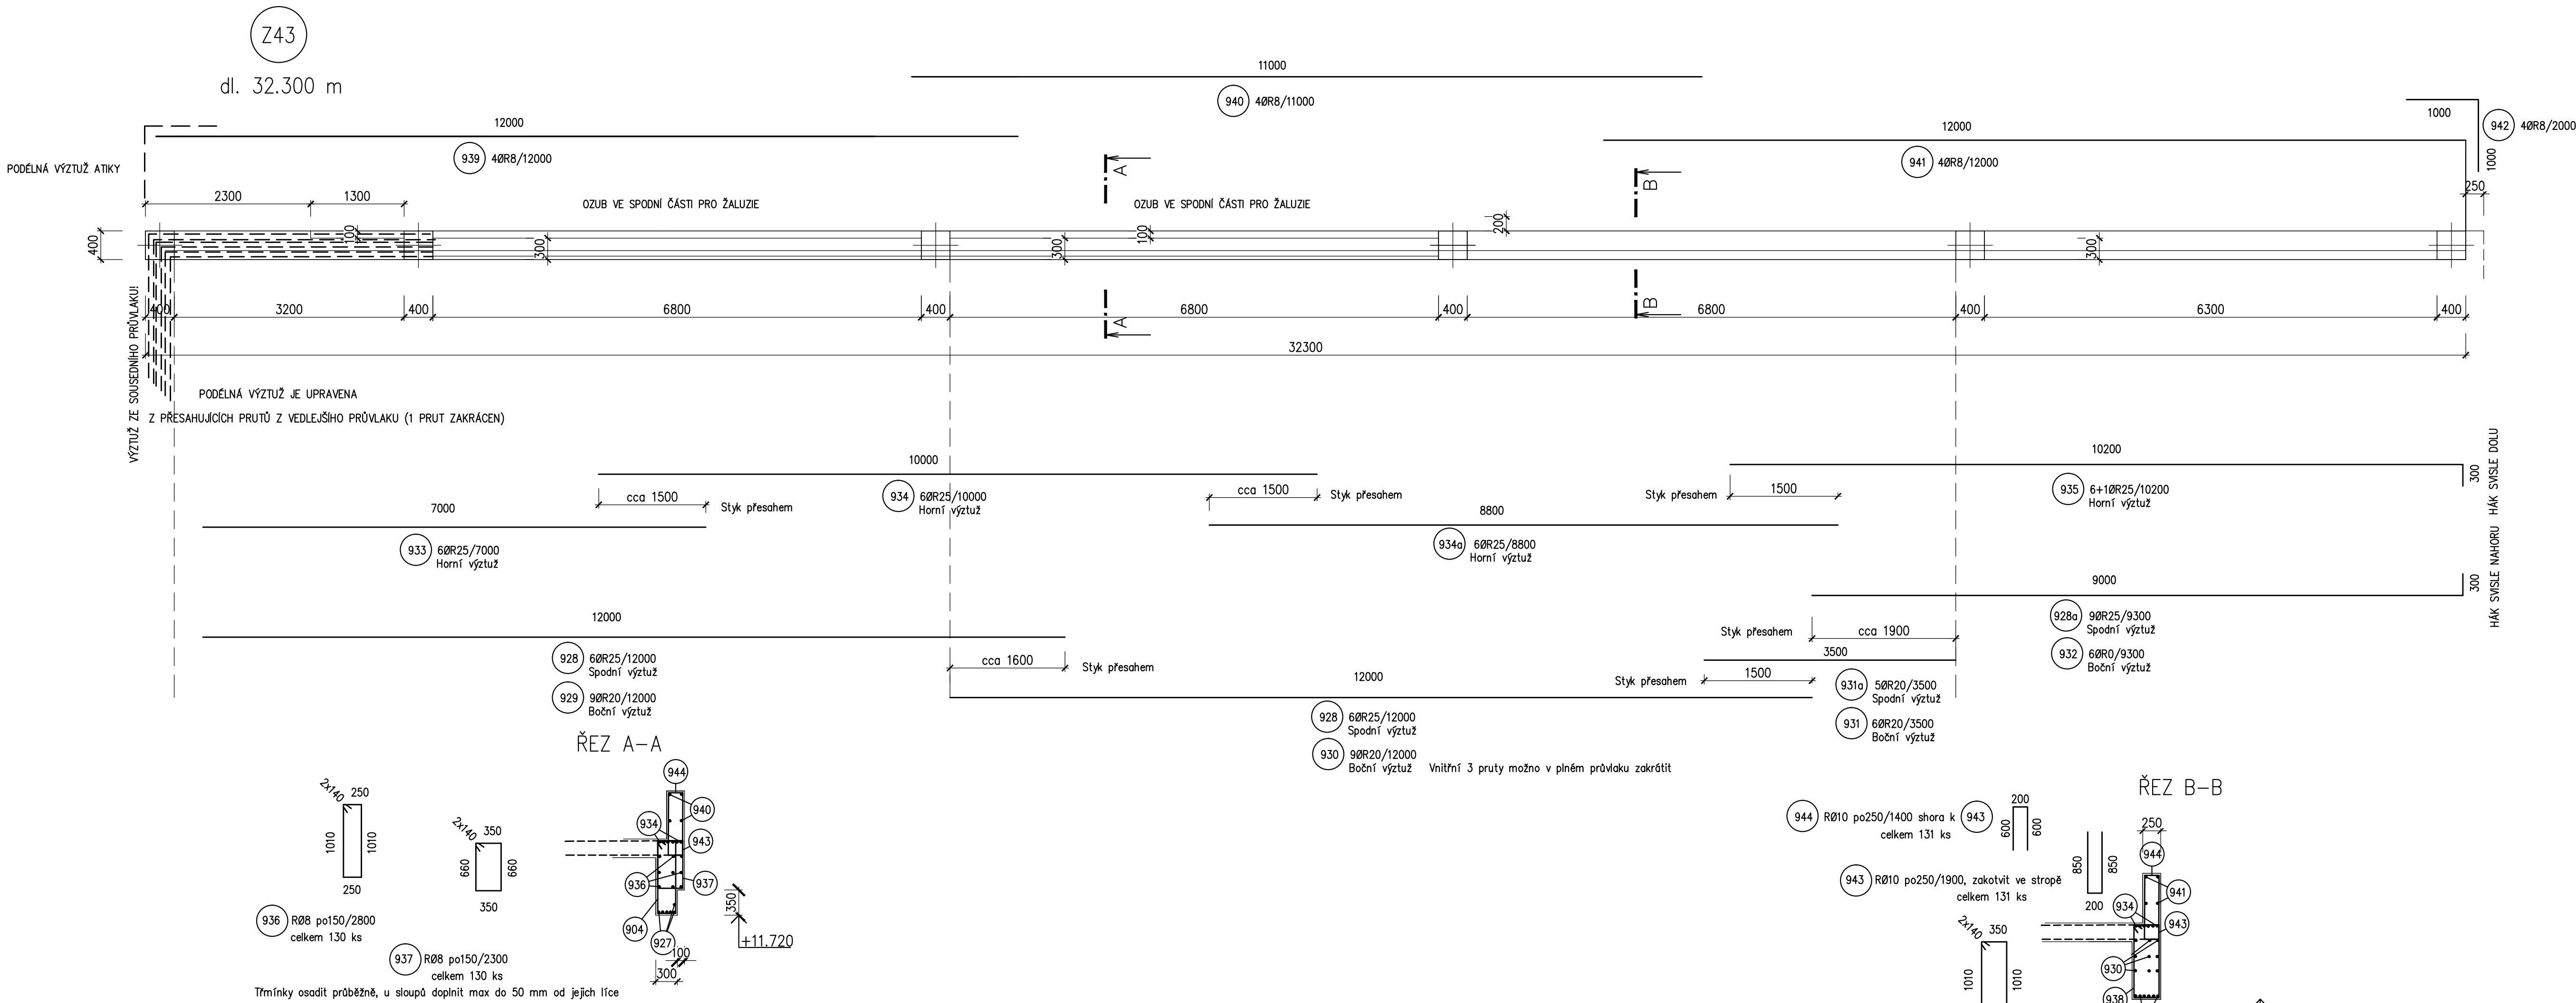 Z43
dl. 32.300 m
11000
940 4ØR8/11000
12000
939 4ØR8/12000
12000
941 4ØR8/12000
1000
942 4ØR8/2000
1000
250
PODÉLNÁ VÝZTUŽ ATIKY
2300
1300
OZUB VE SPODNÍ ČÁSTI PRO ŽALUZIE
OZUB VE SPODNÍ ČÁSTI PRO ŽALUZIE
A
B
400
100
300
300
100
200
300
400
3200
400
6800
400
6800
400
6800
400
6300
400
A
B
32300
VÝZTUŽ ZE SOUSEDNÍHO PRŮVLAKU!
PODÉLNÁ VÝZTUŽ JE UPRAVENA
Z PŘESAHUJÍCÍCH PRUTŮ Z VEDLEJŠÍHO PRŮVLAKU (1 PRUT ZAKRÁCEN)
10000
cca 1500
Styk přesahem
934 6ØR25/10000
Horní výztuž
cca 1500
Styk přesahem
Styk přesahem
1500
10200
300
935 6+1ØR25/10200
Horní výztuž
HÁK SVISLE DOLU
7000
933 6ØR25/7000
Horní výztuž
8800
934a 6ØR25/8800
Horní výztuž
9000
300
HÁK SVISLE NAHORU
928a 9ØR25/9300
Spodní výztuž
932 6ØR0/9300
Boční výztuž
12000
928 6ØR25/12000
Spodní výztuž
929 9ØR20/12000
Boční výztuž
cca 1600
Styk přesahem
Styk přesahem
cca 1900
3500
Styk přesahem
1500
931a 5ØR20/3500
Spodní výztuž
931 6ØR20/3500
Boční výztuž
12000
928 6ØR25/12000
Spodní výztuž
930 9ØR20/12000
Boční výztuž Vnitřní 3 pruty možno v plném průvlaku zakrátit
ŘEZ A-A
2x140
250
1010
1010
250
936 RØ8 po150/2800
celkem 130 ks
2x140
350
660
660
350
937 RØ8 po150/2300
celkem 130 ks
Třmínky osadit průběžně, u sloupů doplnit max do 50 mm od jejich líce
944
940
934
943
936
937
904
927
350
+11.720
100
300
ŘEZ B-B
944 RØ10 po250/1400 shora k 943
celkem 131 ks
200
600
600
943 RØ10 po250/1900, zakotvit ve stropě
celkem 131 ks
850
850
200
2x140
350
1010
1010
250
944
941
934
943
930
938